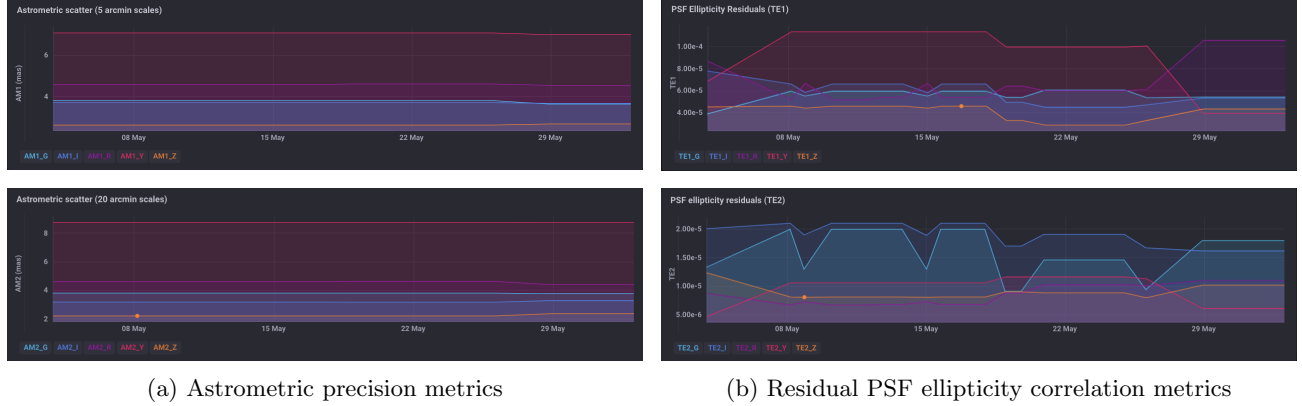 Astrometric scatter (5 arcmin scales)
AM1 (mas)
6
4
08 May 15 May 22 May 29 May
AM1_G AM1_I AM1_R AM1_Y AM1_Z
Astrometric scatter (20 arcmin scales)
AM2 (mas)
8
6
4
2
08 May 15 May 22 May 29 May
AM2_G AM2_I AM2_R AM2_Y AM2_Z
(a) Astrometric precision metrics
PSF Ellipticity Residuals (TE1)
TE1
1.00e-4
8.00e-5
6.00e-5
4.00e-5
08 May 15 May 22 May 29 May
TE1_G TE1_I TE1_R TE1_Y TE1_Z
PSF ellipticity residuals (TE2)
TE2
2.00e-5
1.50e-5
1.00e-5
5.00e-6
08 May 15 May 22 May 29 May
TE2_G TE2_I TE2_R TE2_Y TE2_Z
(b) Residual PSF ellipticity correlation metrics